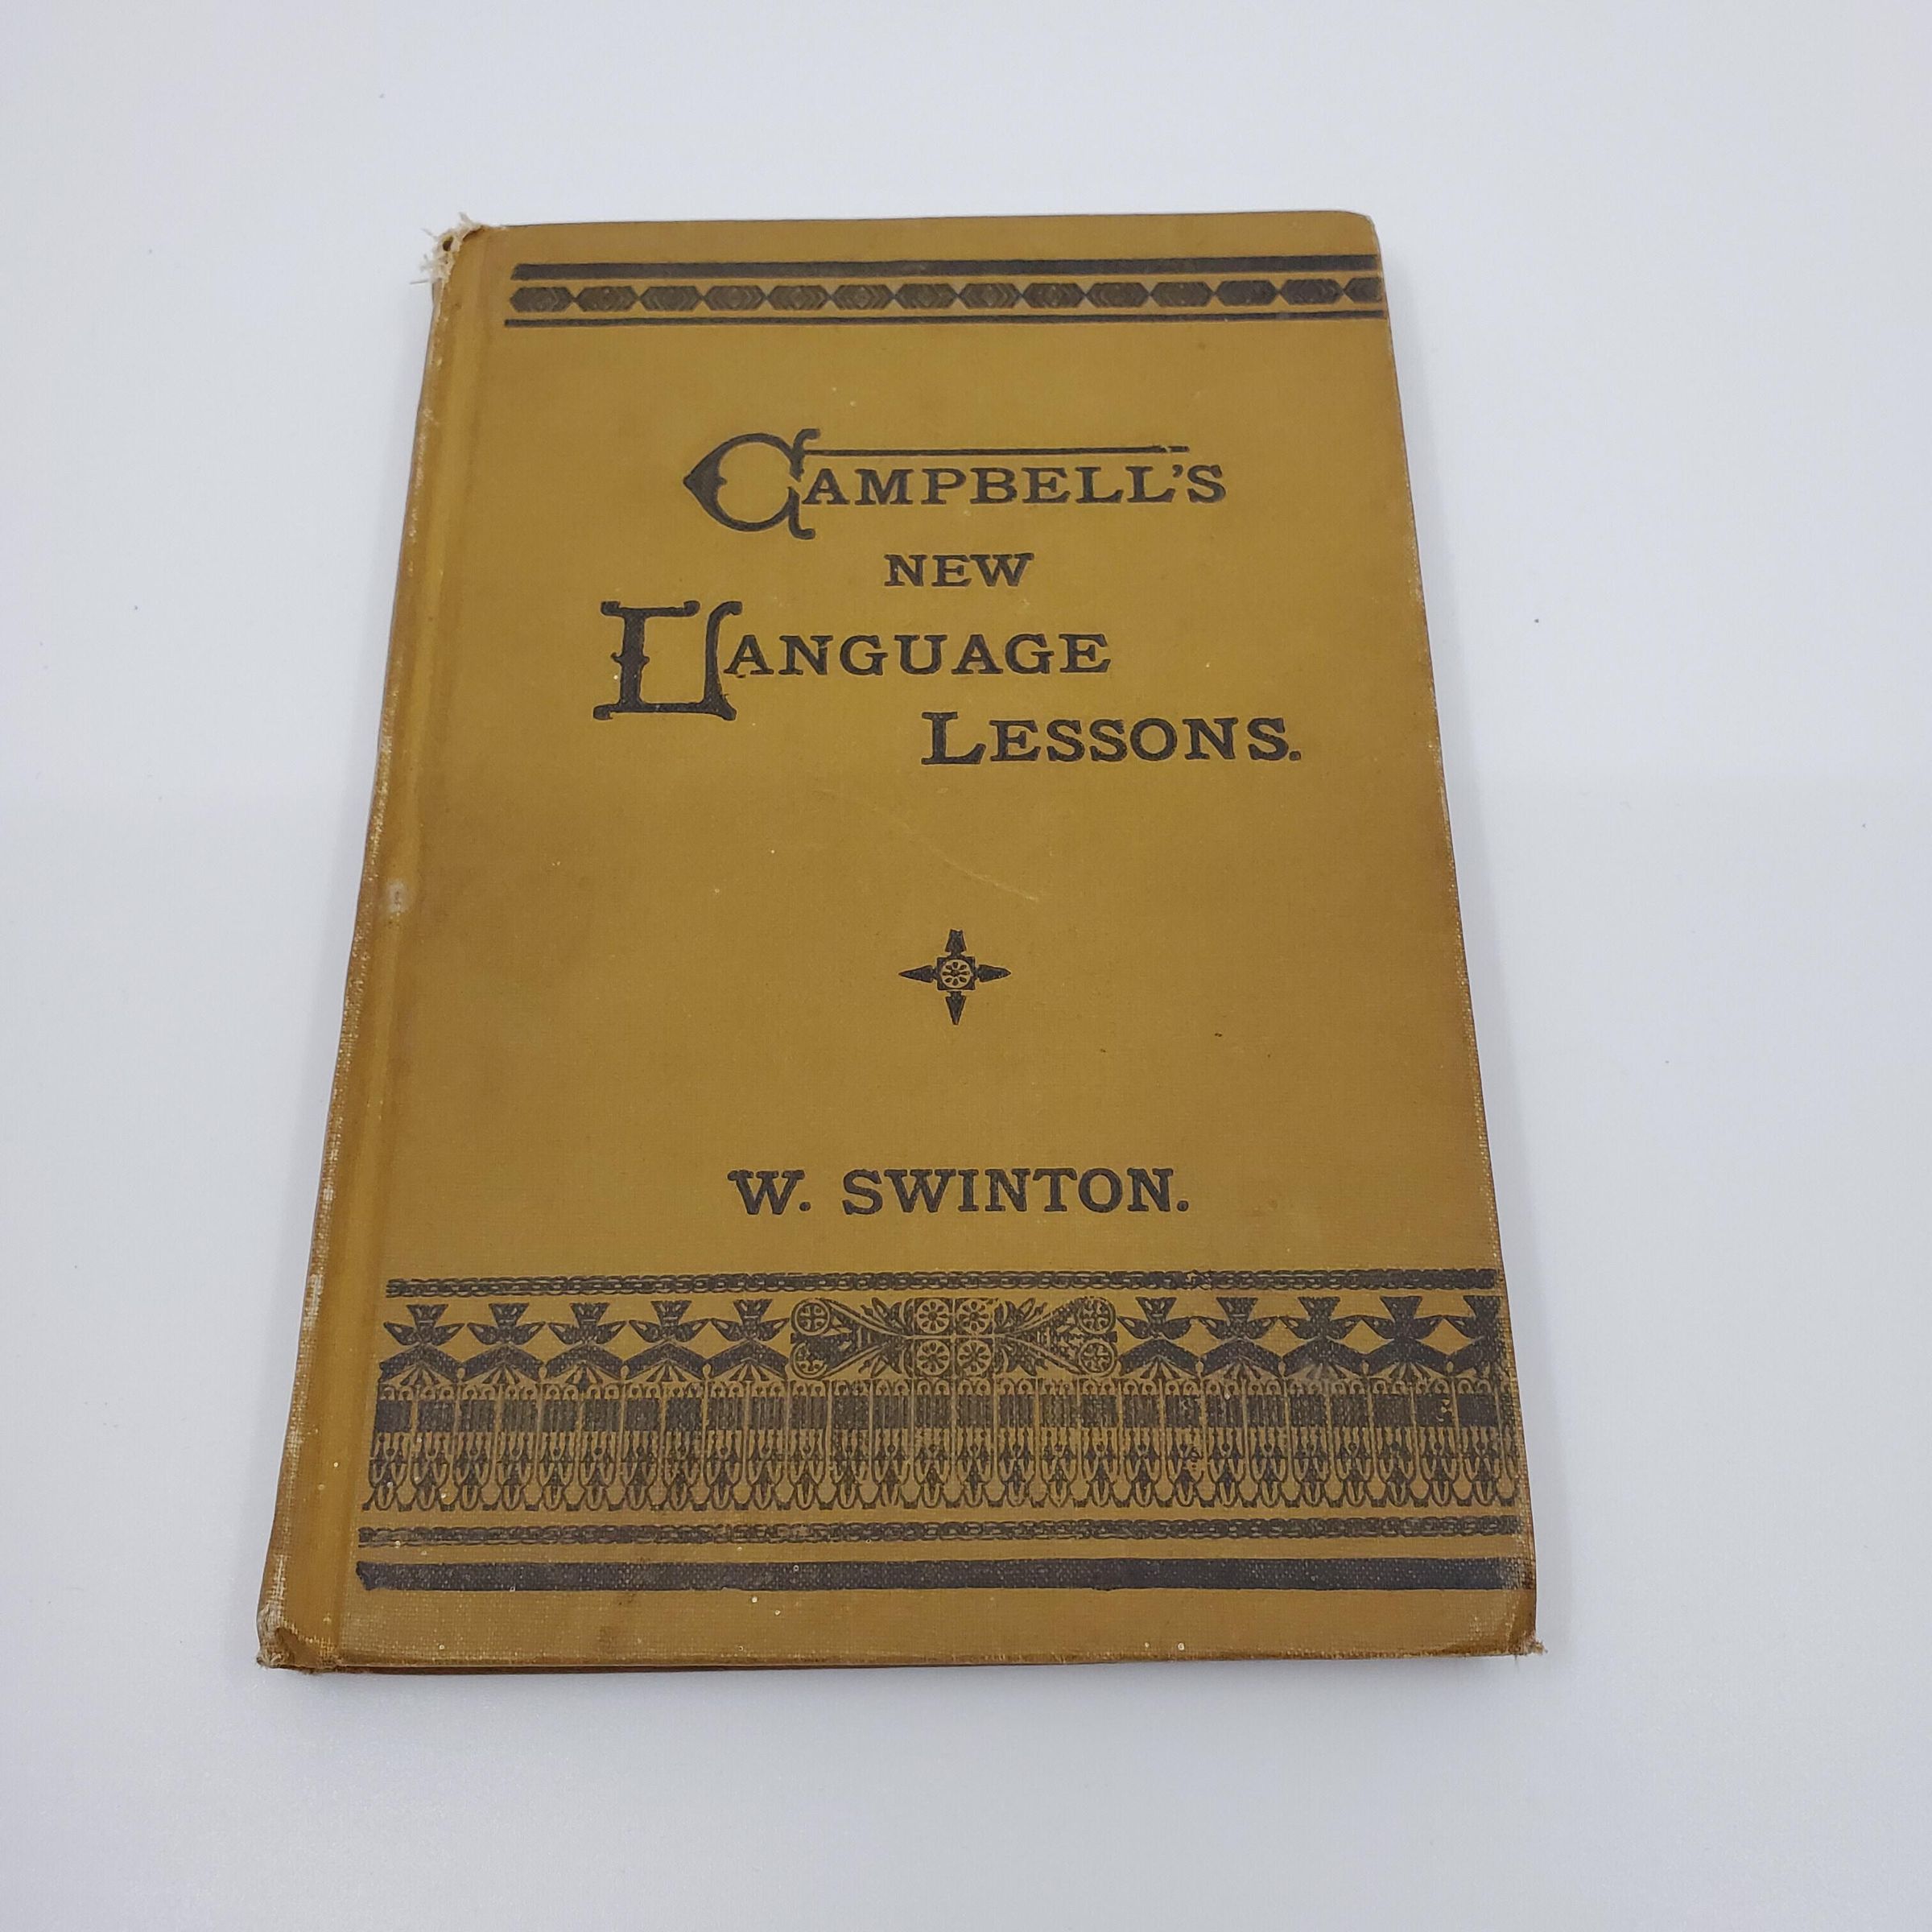 CAMPBELL'S
NEW
LANGUAGE
LESSONS.
W. SWINTON.